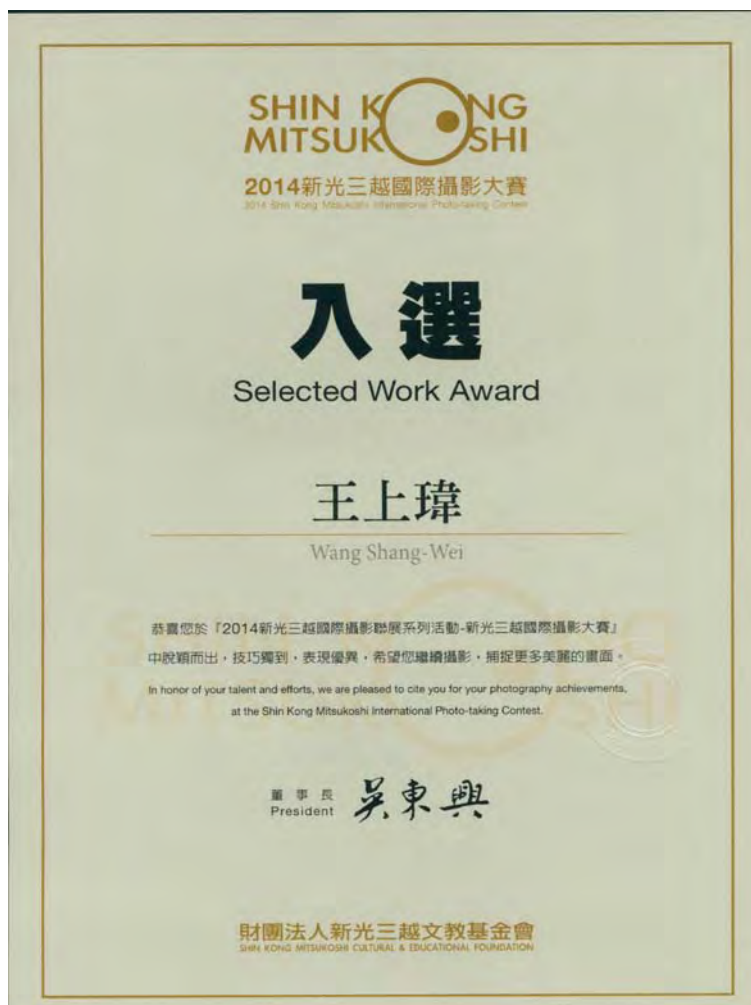 SHIN KONG
MITSUKOSHI
2014新光三越國際攝影大賽
2014 Shin Kong Mitsukoshi International Photo-taking Contest
入選
Selected Work Award
王上瑋
Wang Shang-Wei
恭喜您於『2014新光三越國際攝影聯展系列活動-新光三越國際攝影大賽』
中脫穎而出，技巧獨到，表現優異，希望您繼續攝影，捕捉更多美麗的畫面。
In honor of your talent and efforts, we are pleased to cite you for your photography achievements,
at the Shin Kong Mitsukoshi International Photo-taking Contest.
董事長
President 吳東興
財團法人新光三越文教基金會
SHIN KONG MITSUKOSHI CULTURAL & EDUCATIONAL FOUNDATION